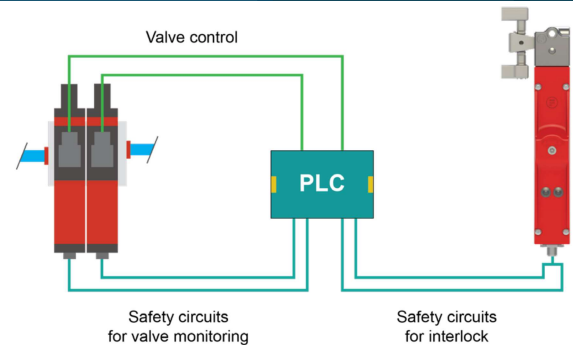 Valve control
PLC
Safety circuits
for valve monitoring
Safety circuits
for interlock